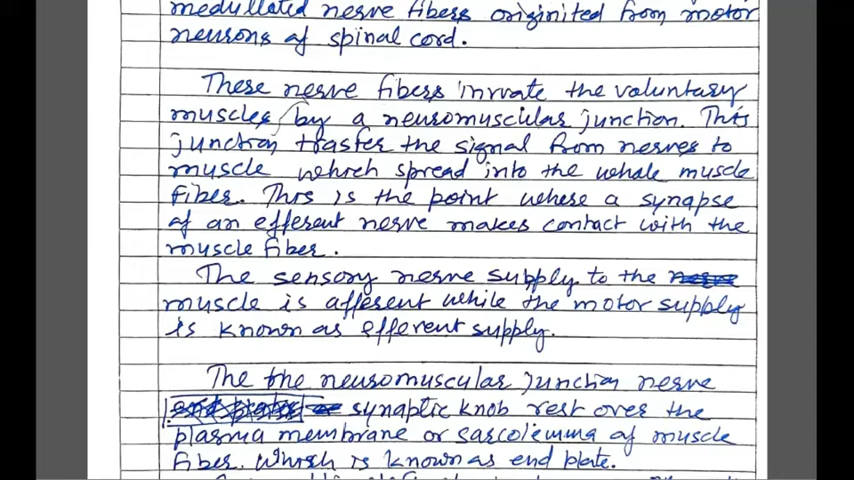 medullated nerve fibers originited from motor
neurons of spinal cord.
These nerve fibers invvate the voluntary
muscles by a neuromuscular junction. This
junction trasfer the signal from nerves to
muscle which spread into the whole muscle
fiber. This is the point where a synapse
of an efferent nerve makes contact with the
muscle fiber.
The sensory nerve supply to the nerve
muscle is afferent while the motor supply
is known as efferent supply.
The the neuromuscular junction nerve
synaptic knob rest over the
plasma membrane or sarcolemma of muscle
fiber. Which is known as end plate.